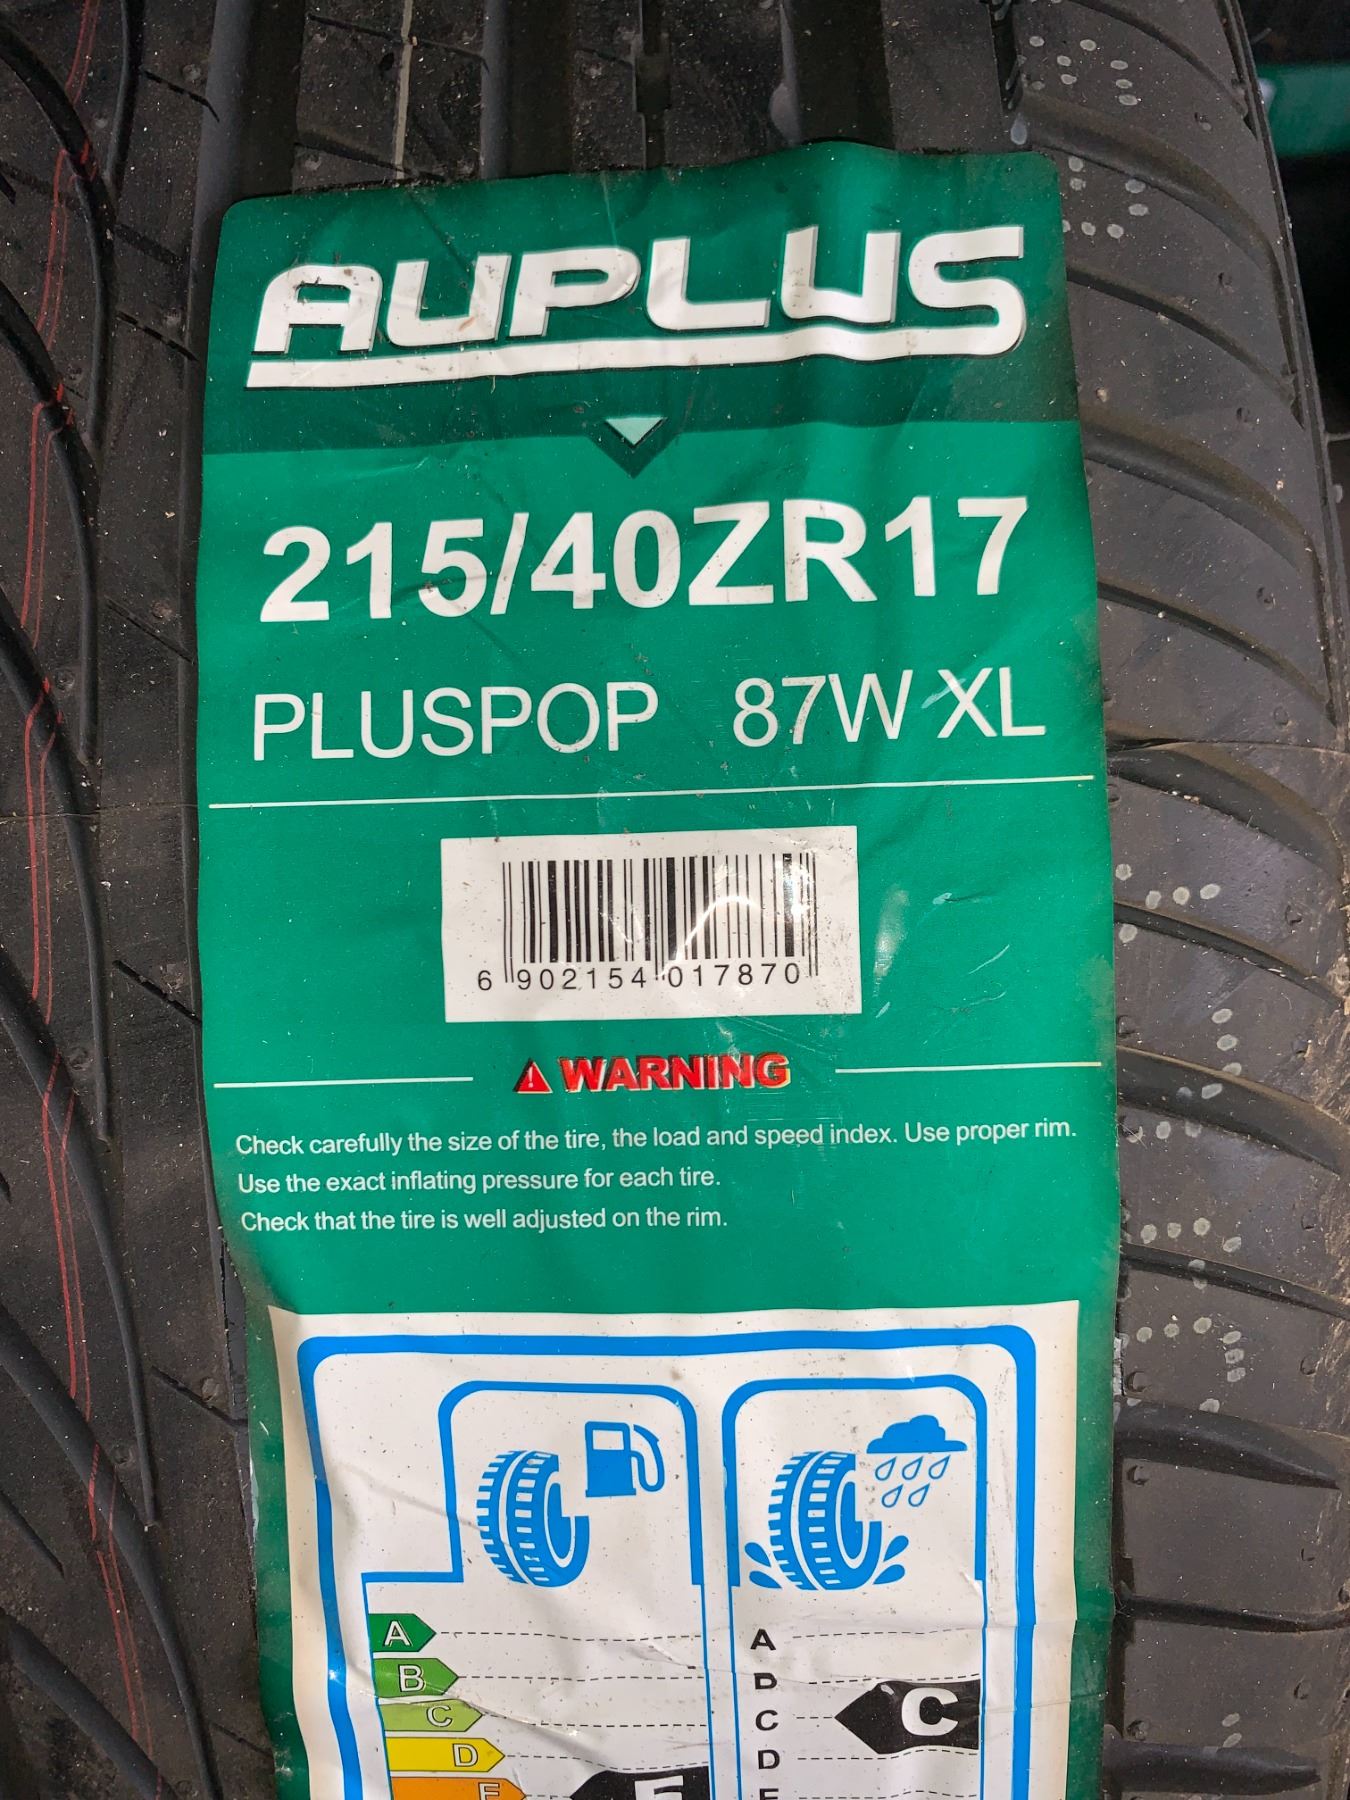 AUPLUS
215/40ZR17
PLUSPOP 87W XL
6 902154 017870
WARNING
Check carefully the size of the tire, the load and speed index. Use proper rim.
Use the exact inflating pressure for each tire.
Check that the tire is well adjusted on the rim.
A A
B B
C C C
D D
E